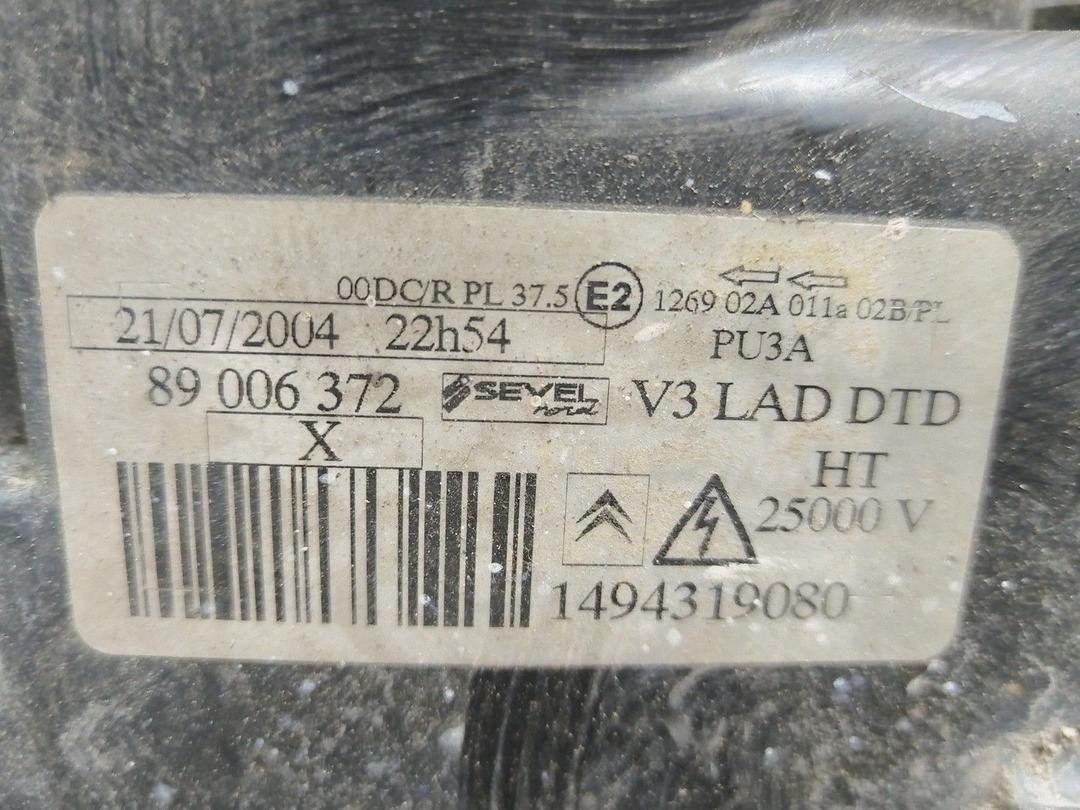 00DC/R PL 37.5 E2 1269 02A 011a 02B/PL
21/07/2004 22h54 PU3A
89 006 372 SEVEL nord V3 LAD DTD
X HT
25000 V
1494319080